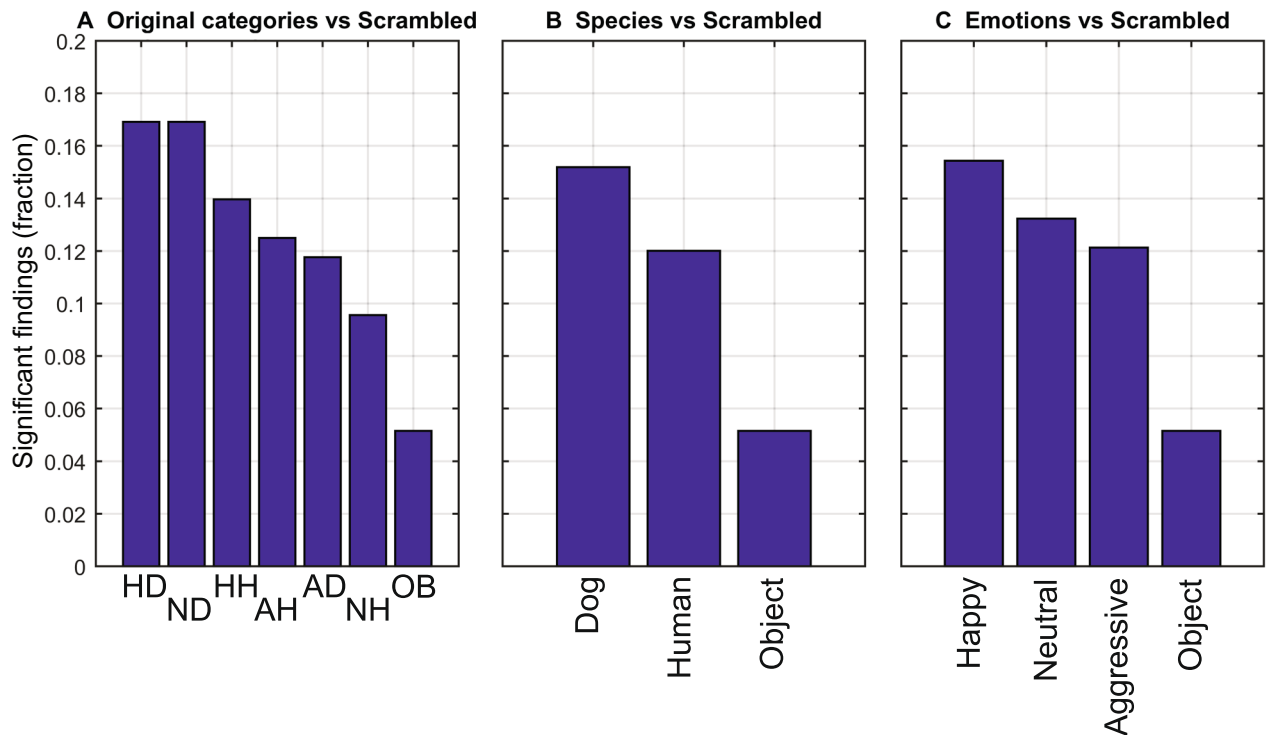 A Original categories vs Scrambled
B Species vs Scrambled
C Emotions vs Scrambled
Significant findings (fraction)
0.2
0.18
0.16
0.14
0.12
0.1
0.08
0.06
0.04
0.02
0
HD
ND
HH
AH
AD
NH
OB
Dog
Human
Object
Happy
Neutral
Aggressive
Object